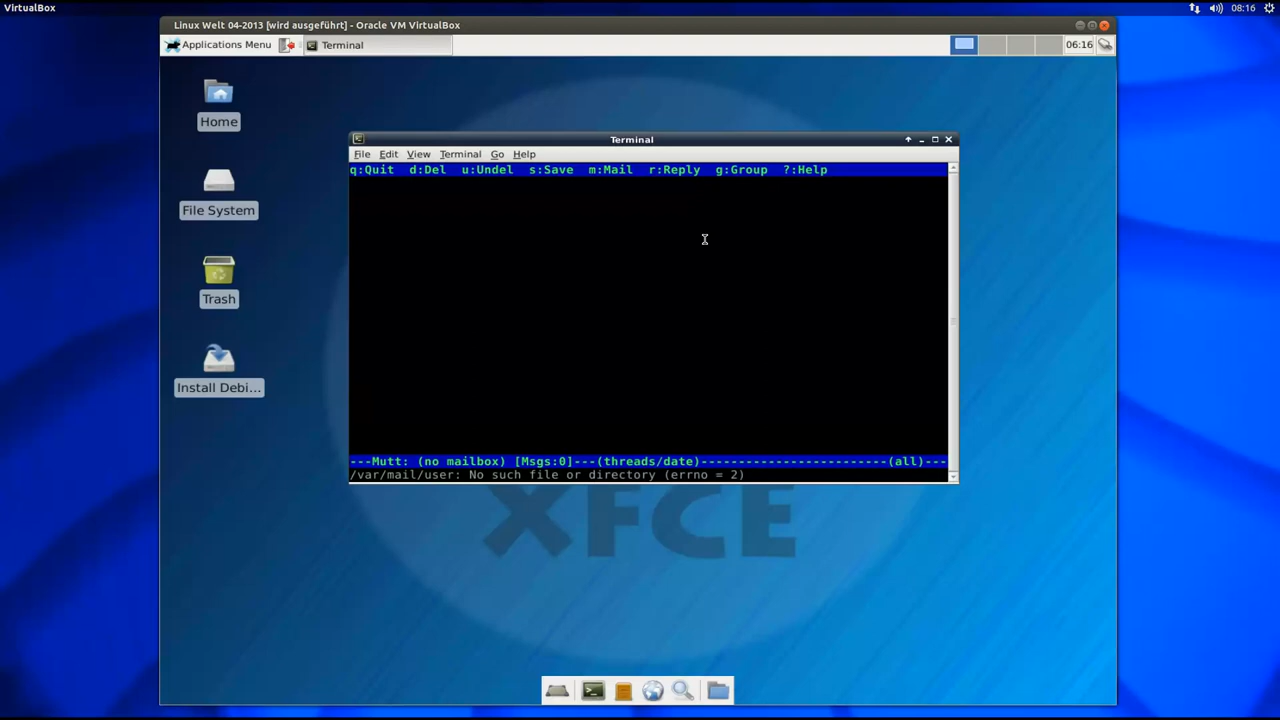 VirtualBox
08:16
Linux Welt 04-2013 [wird ausgeführt] - Oracle VM VirtualBox
Applications Menu
Terminal
06:16
Home
File System
Trash
Install Debi...
Terminal
File Edit View Terminal Go Help
q:Quit d:Del u:Undel s:Save m:Mail r:Reply g:Group ?:Help
---Mutt: (no mailbox) [Msgs:0]---(threads/date)-------------------------(all)---
/var/mail/user: No such file or directory (errno = 2)
XFCE